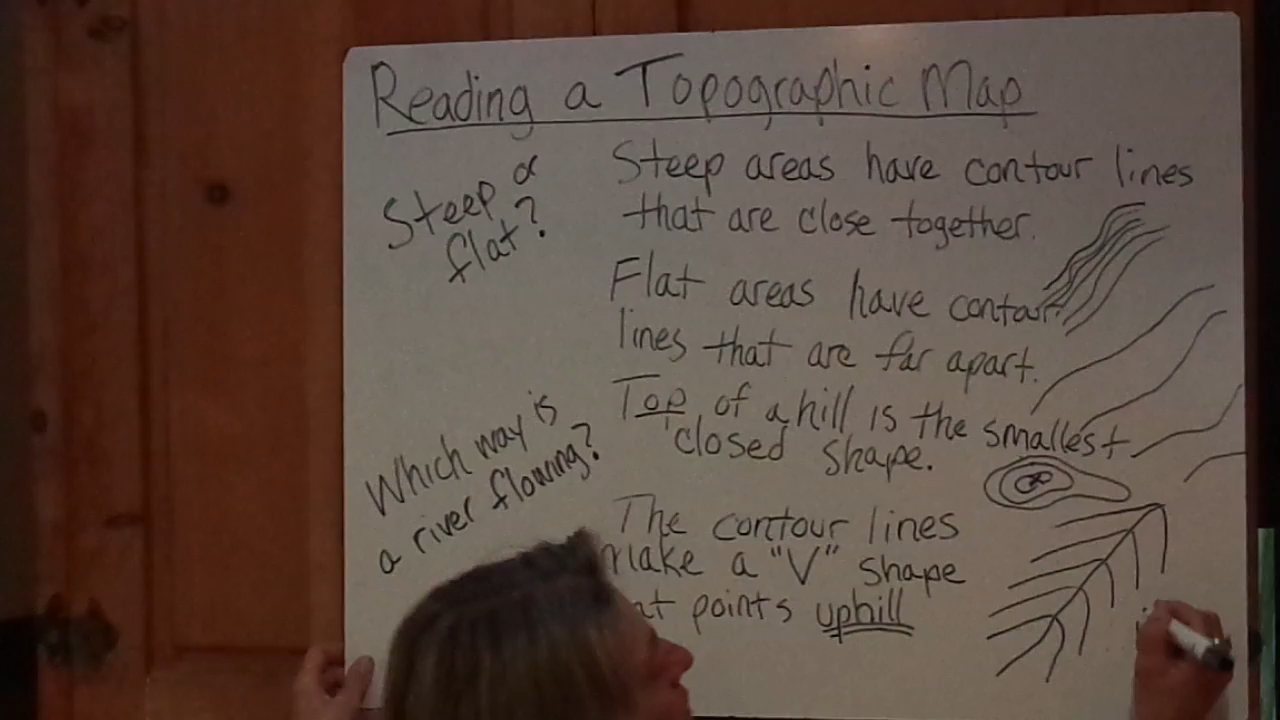 Reading a Topographic Map
Steep or
flat?
Steep areas have contour lines
that are close together.
Flat areas have contour
lines that are far apart.
Top of a hill is the smallest
closed shape.
Which way is
a river flowing?
The contour lines
make a "V" shape
points uphill